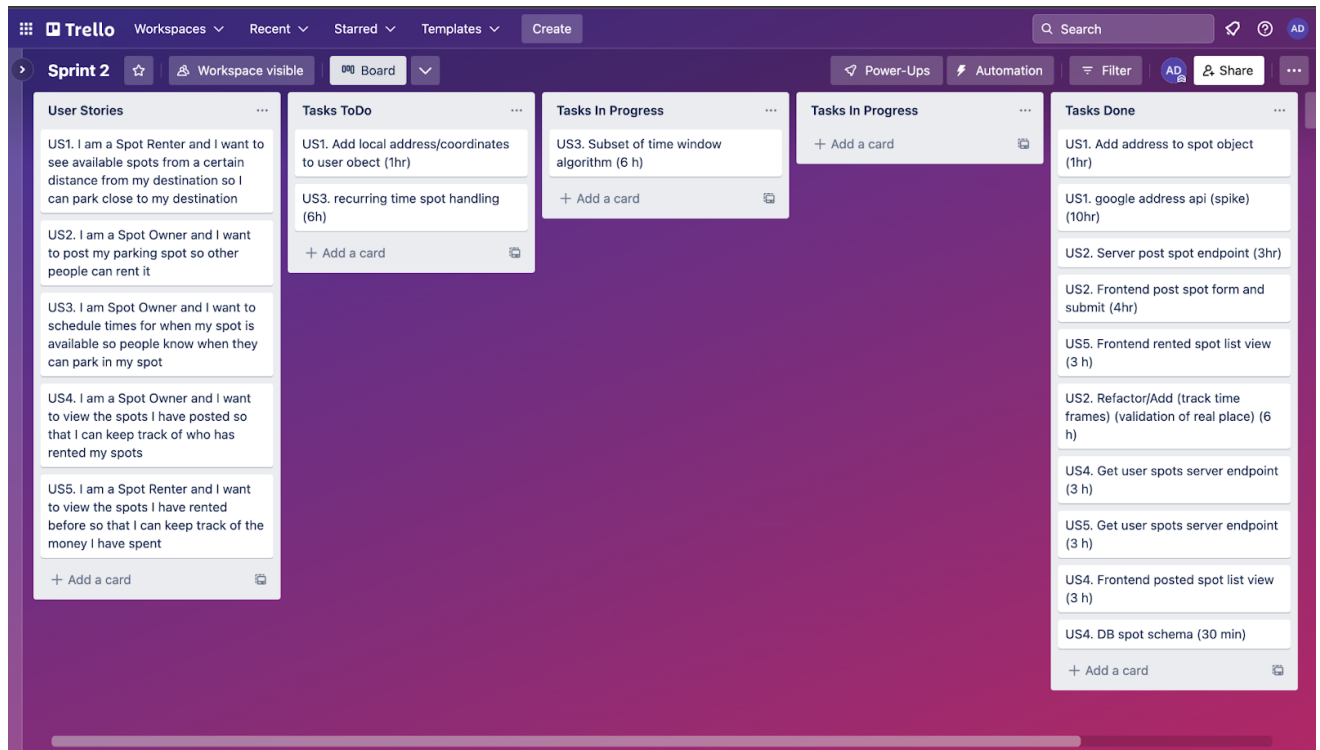 Trello
Workspaces
Recent
Starred
Templates
Create
Search
AD
Sprint 2
Workspace visible
Board
Power-Ups
Automation
Filter
AD
Share
User Stories
US1. I am a Spot Renter and I want to
see available spots from a certain
distance from my destination so I
can park close to my destination
US2. I am a Spot Owner and I want
to post my parking spot so other
people can rent it
US3. I am Spot Owner and I want to
schedule times for when my spot is
available so people know when they
can park in my spot
US4. I am a Spot Owner and I want
to view the spots I have posted so
that I can keep track of who has
rented my spots
US5. I am a Spot Renter and I want
to view the spots I have rented
before so that I can keep track of the
money I have spent
+ Add a card
Tasks ToDo
US1. Add local address/coordinates
to user obect (1hr)
US3. recurring time spot handling
(6h)
+ Add a card
Tasks In Progress
US3. Subset of time window
algorithm (6 h)
+ Add a card
Tasks In Progress
+ Add a card
Tasks Done
US1. Add address to spot object
(1hr)
US1. google address api (spike)
(10hr)
US2. Server post spot endpoint (3hr)
US2. Frontend post spot form and
submit (4hr)
US5. Frontend rented spot list view
(3 h)
US2. Refactor/Add (track time
frames) (validation of real place) (6
h)
US4. Get user spots server endpoint
(3 h)
US5. Get user spots server endpoint
(3 h)
US4. Frontend posted spot list view
(3 h)
US4. DB spot schema (30 min)
+ Add a card